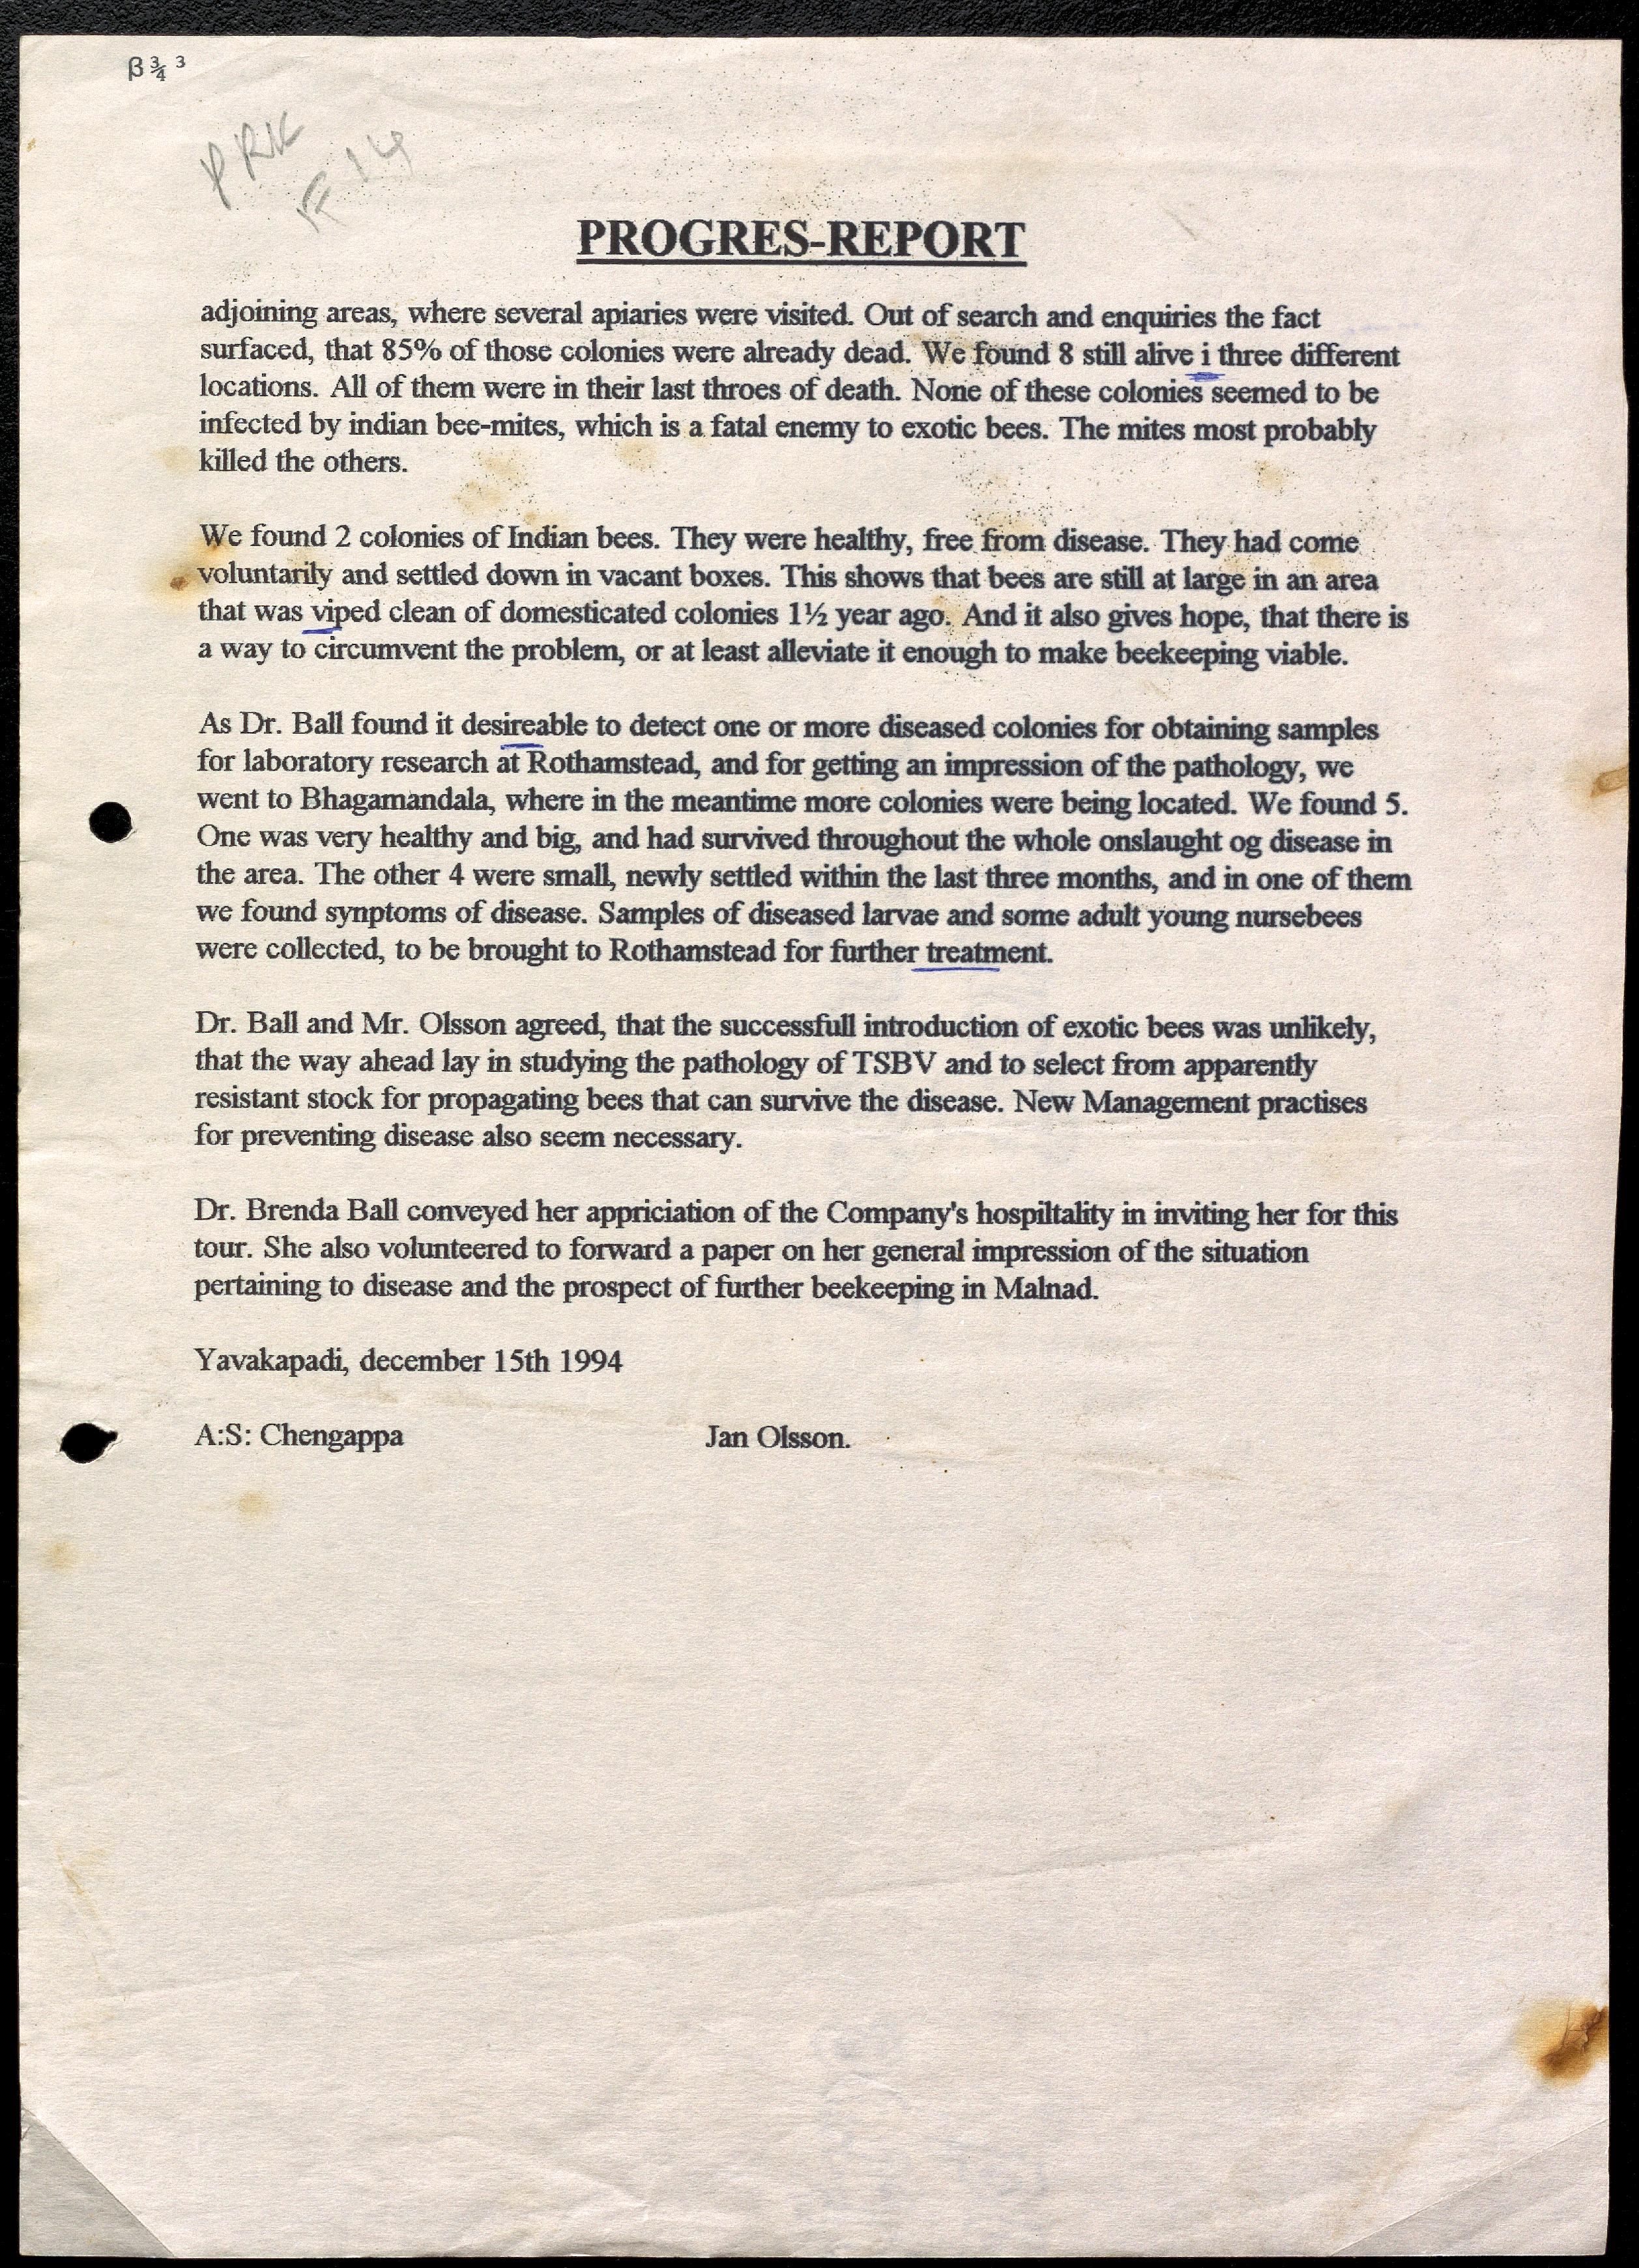 β ¾ ³
PRK
F 14
PROGRES-REPORT
adjoining areas, where several apiaries were visited. Out of search and enquiries the fact
surfaced, that 85% of those colonies were already dead. We found 8 still alive i three different
locations. All of them were in their last throes of death. None of these colonies seemed to be
infected by indian bee-mites, which is a fatal enemy to exotic bees. The mites most probably
killed the others.
We found 2 colonies of Indian bees. They were healthy, free from disease. They had come
voluntarily and settled down in vacant boxes. This shows that bees are still at large in an area
that was viped clean of domesticated colonies 1½ year ago. And it also gives hope, that there is
a way to circumvent the problem, or at least alleviate it enough to make beekeeping viable.
As Dr. Ball found it desireable to detect one or more diseased colonies for obtaining samples
for laboratory research at Rothamstead, and for getting an impression of the pathology, we
went to Bhagamandala, where in the meantime more colonies were being located. We found 5.
One was very healthy and big, and had survived throughout the whole onslaught og disease in
the area. The other 4 were small, newly settled within the last three months, and in one of them
we found synptoms of disease. Samples of diseased larvae and some adult young nursebees
were collected, to be brought to Rothamstead for further treatment.
Dr. Ball and Mr. Olsson agreed, that the successfull introduction of exotic bees was unlikely,
that the way ahead lay in studying the pathology of TSBV and to select from apparently
resistant stock for propagating bees that can survive the disease. New Management practises
for preventing disease also seem necessary.
Dr. Brenda Ball conveyed her appriciation of the Company's hospiltality in inviting her for this
tour. She also volunteered to forward a paper on her general impression of the situation
pertaining to disease and the prospect of further beekeeping in Malnad.
Yavakapadi, december 15th 1994
A:S: Chengappa Jan Olsson.